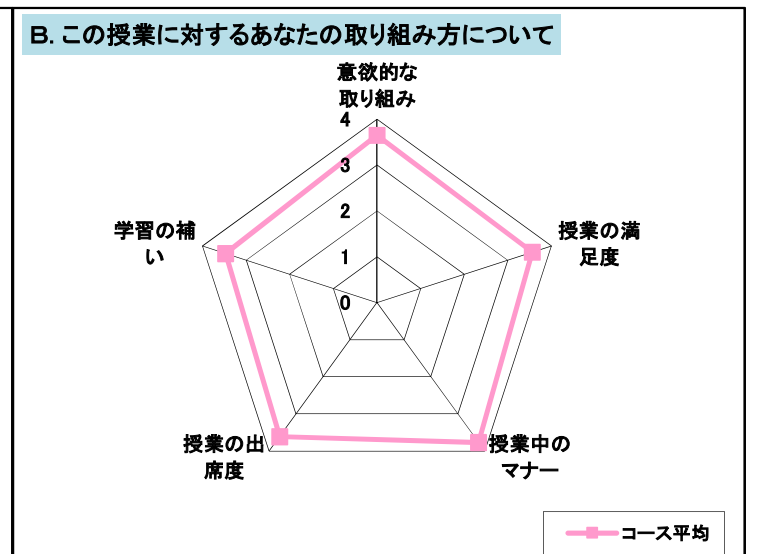 B. この授業に対するあなたの取り組み方について
意欲的な
取り組み
4
3
2
1
0
学習の補
い
授業の満
足度
授業の出
席度
授業中の
マナー
コース平均